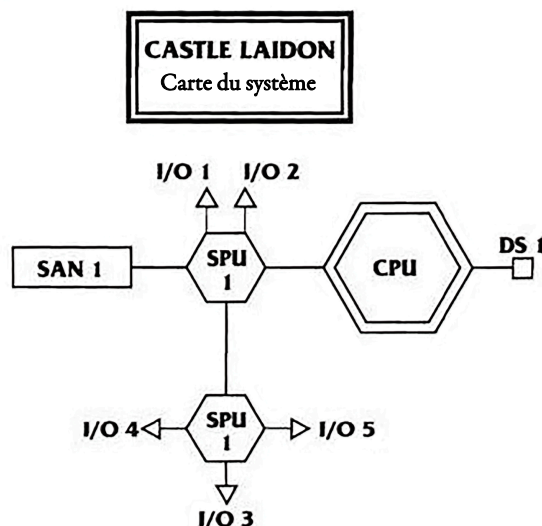 CASTLE LAIDON
Carte du système
I/O 1
I/O 2
SAN 1
SPU
1
CPU
DS 1
I/O 4
SPU
1
I/O 5
I/O 3